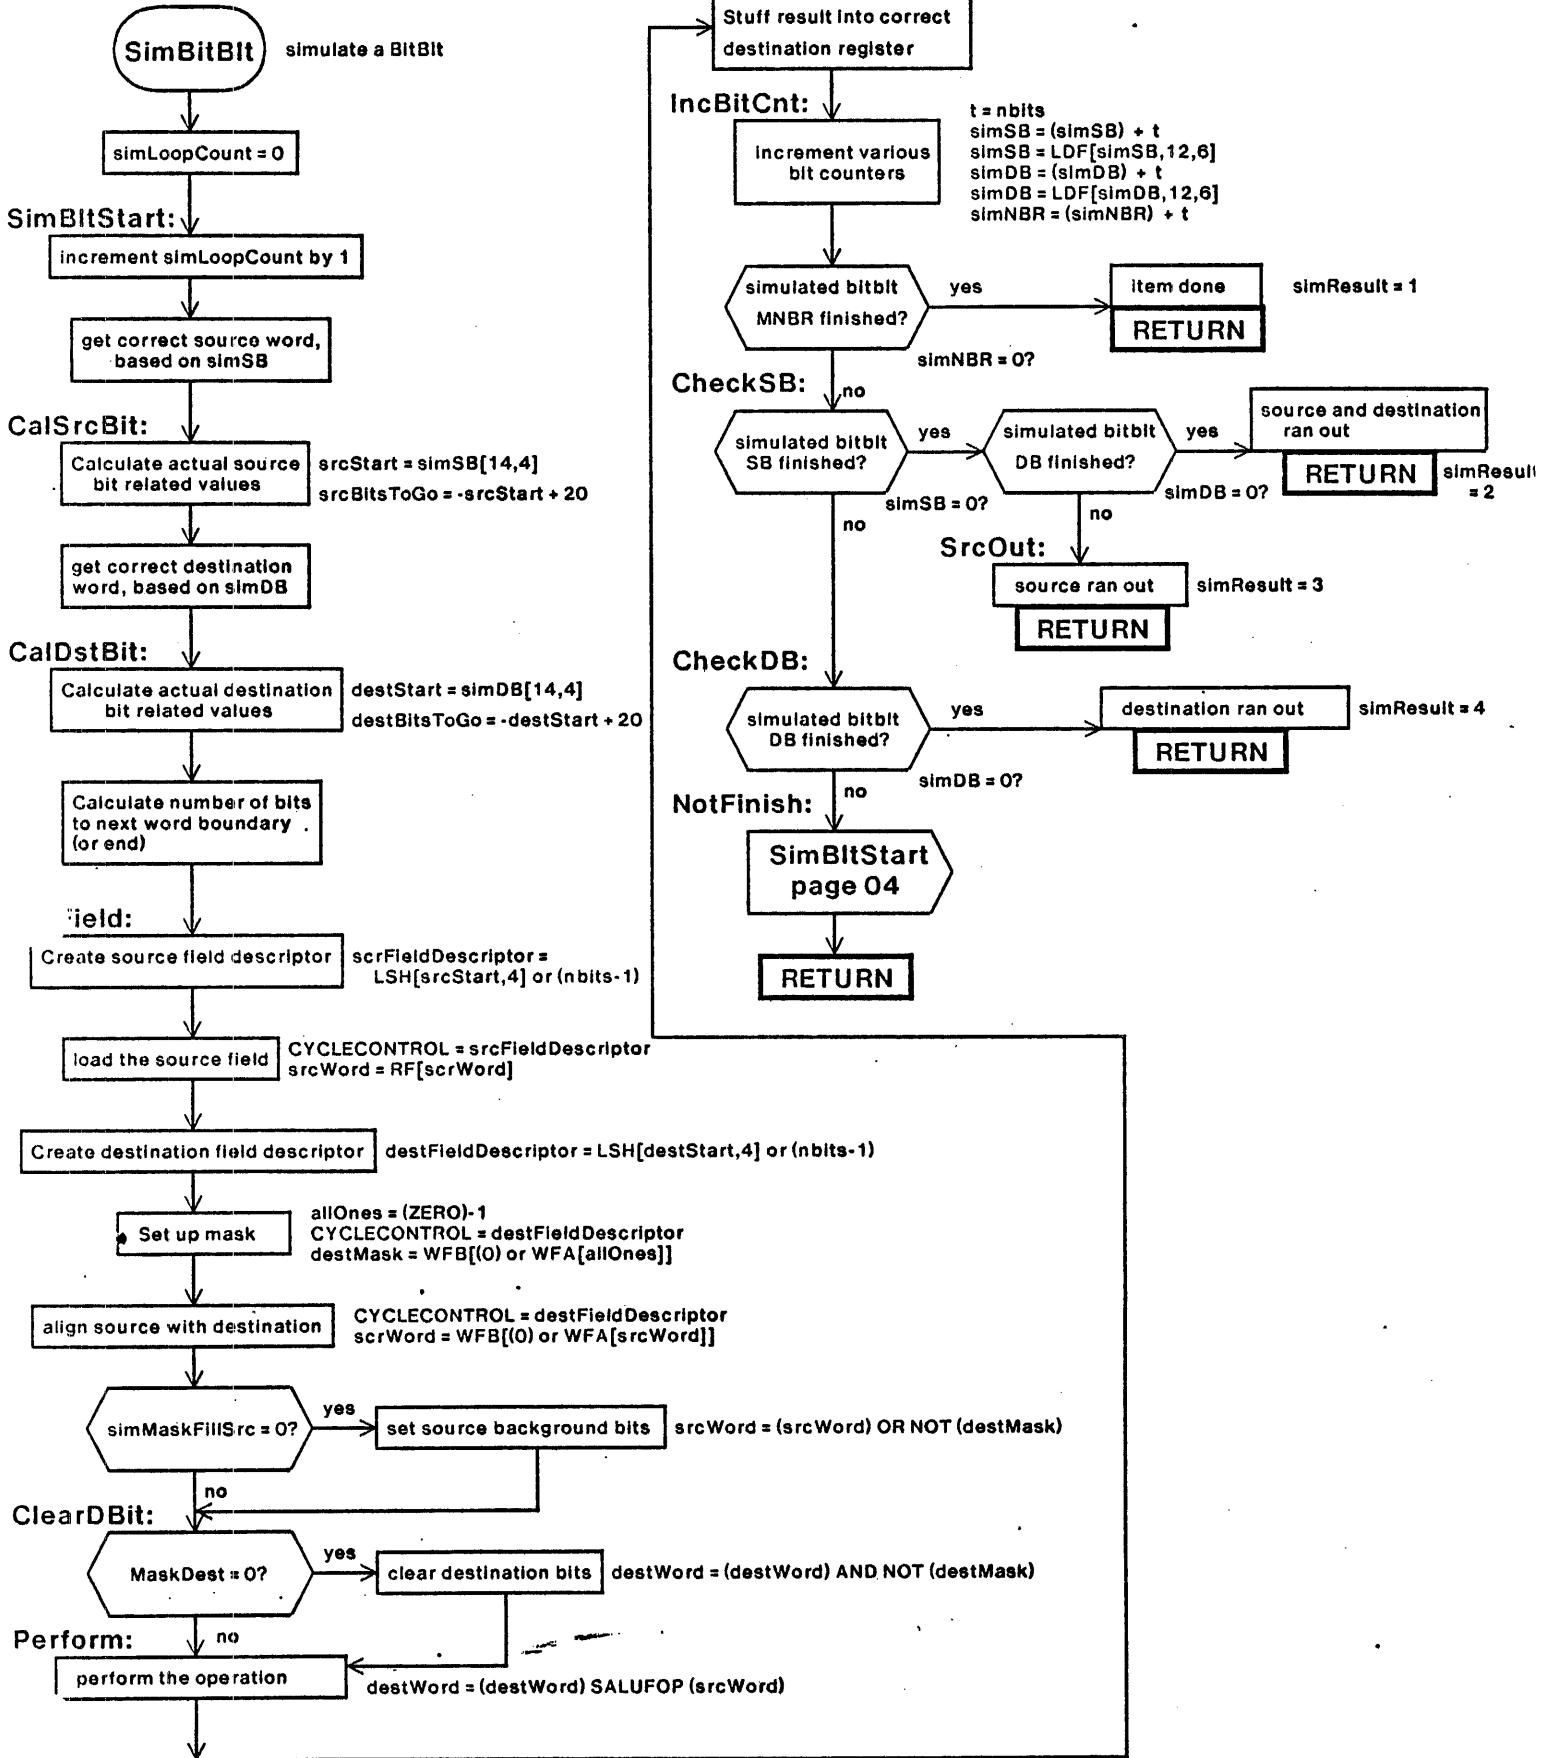 SimBitBlt
simulate a BitBlt
simLoopCount = 0
SimBltStart:
increment simLoopCount by 1
get correct source word,
based on simSB
CalSrcBit:
Calculate actual source
bit related values
srcStart = simSB[14,4]
srcBitsToGo = -srcStart + 20
get correct destination
word, based on simDB
CalDstBit:
Calculate actual destination
bit related values
destStart = simDB[14,4]
destBitsToGo = -destStart + 20
Calculate number of bits
to next word boundary
(or end)
ield:
Create source field descriptor
scrFieldDescriptor =
LSH[srcStart,4] or (nbits-1)
load the source field
CYCLECONTROL = srcFieldDescriptor
srcWord = RF[scrWord]
Create destination field descriptor
destFieldDescriptor = LSH[destStart,4] or (nbits-1)
Set up mask
allOnes = (ZERO)-1
CYCLECONTROL = destFieldDescriptor
destMask = WFB[(0) or WFA[allOnes]]
align source with destination
CYCLECONTROL = destFieldDescriptor
scrWord = WFB[(0) or WFA[srcWord]]
simMaskFillSrc = 0?
yes
set source background bits
srcWord = (srcWord) OR NOT (destMask)
no
ClearDBit:
MaskDest = 0?
yes
clear destination bits
destWord = (destWord) AND NOT (destMask)
no
Perform:
perform the operation
destWord = (destWord) SALUFOP (srcWord)
Stuff result into correct
destination register
IncBitCnt:
increment various
bit counters
t = nbits
simSB = (simSB) + t
simSB = LDF[simSB,12,6]
simDB = (simDB) + t
simDB = LDF[simDB,12,6]
simNBR = (simNBR) + t
simulated bitblt
MNBR finished?
yes
item done
simResult = 1
RETURN
simNBR = 0?
no
CheckSB:
simulated bitblt
SB finished?
yes
simSB = 0?
simulated bitblt
DB finished?
yes
simDB = 0?
source and destination
ran out
RETURN
simResult
= 2
no
no
SrcOut:
source ran out
simResult = 3
RETURN
CheckDB:
simulated bitblt
DB finished?
yes
destination ran out
simResult = 4
RETURN
simDB = 0?
no
NotFinish:
SimBltStart
page 04
RETURN